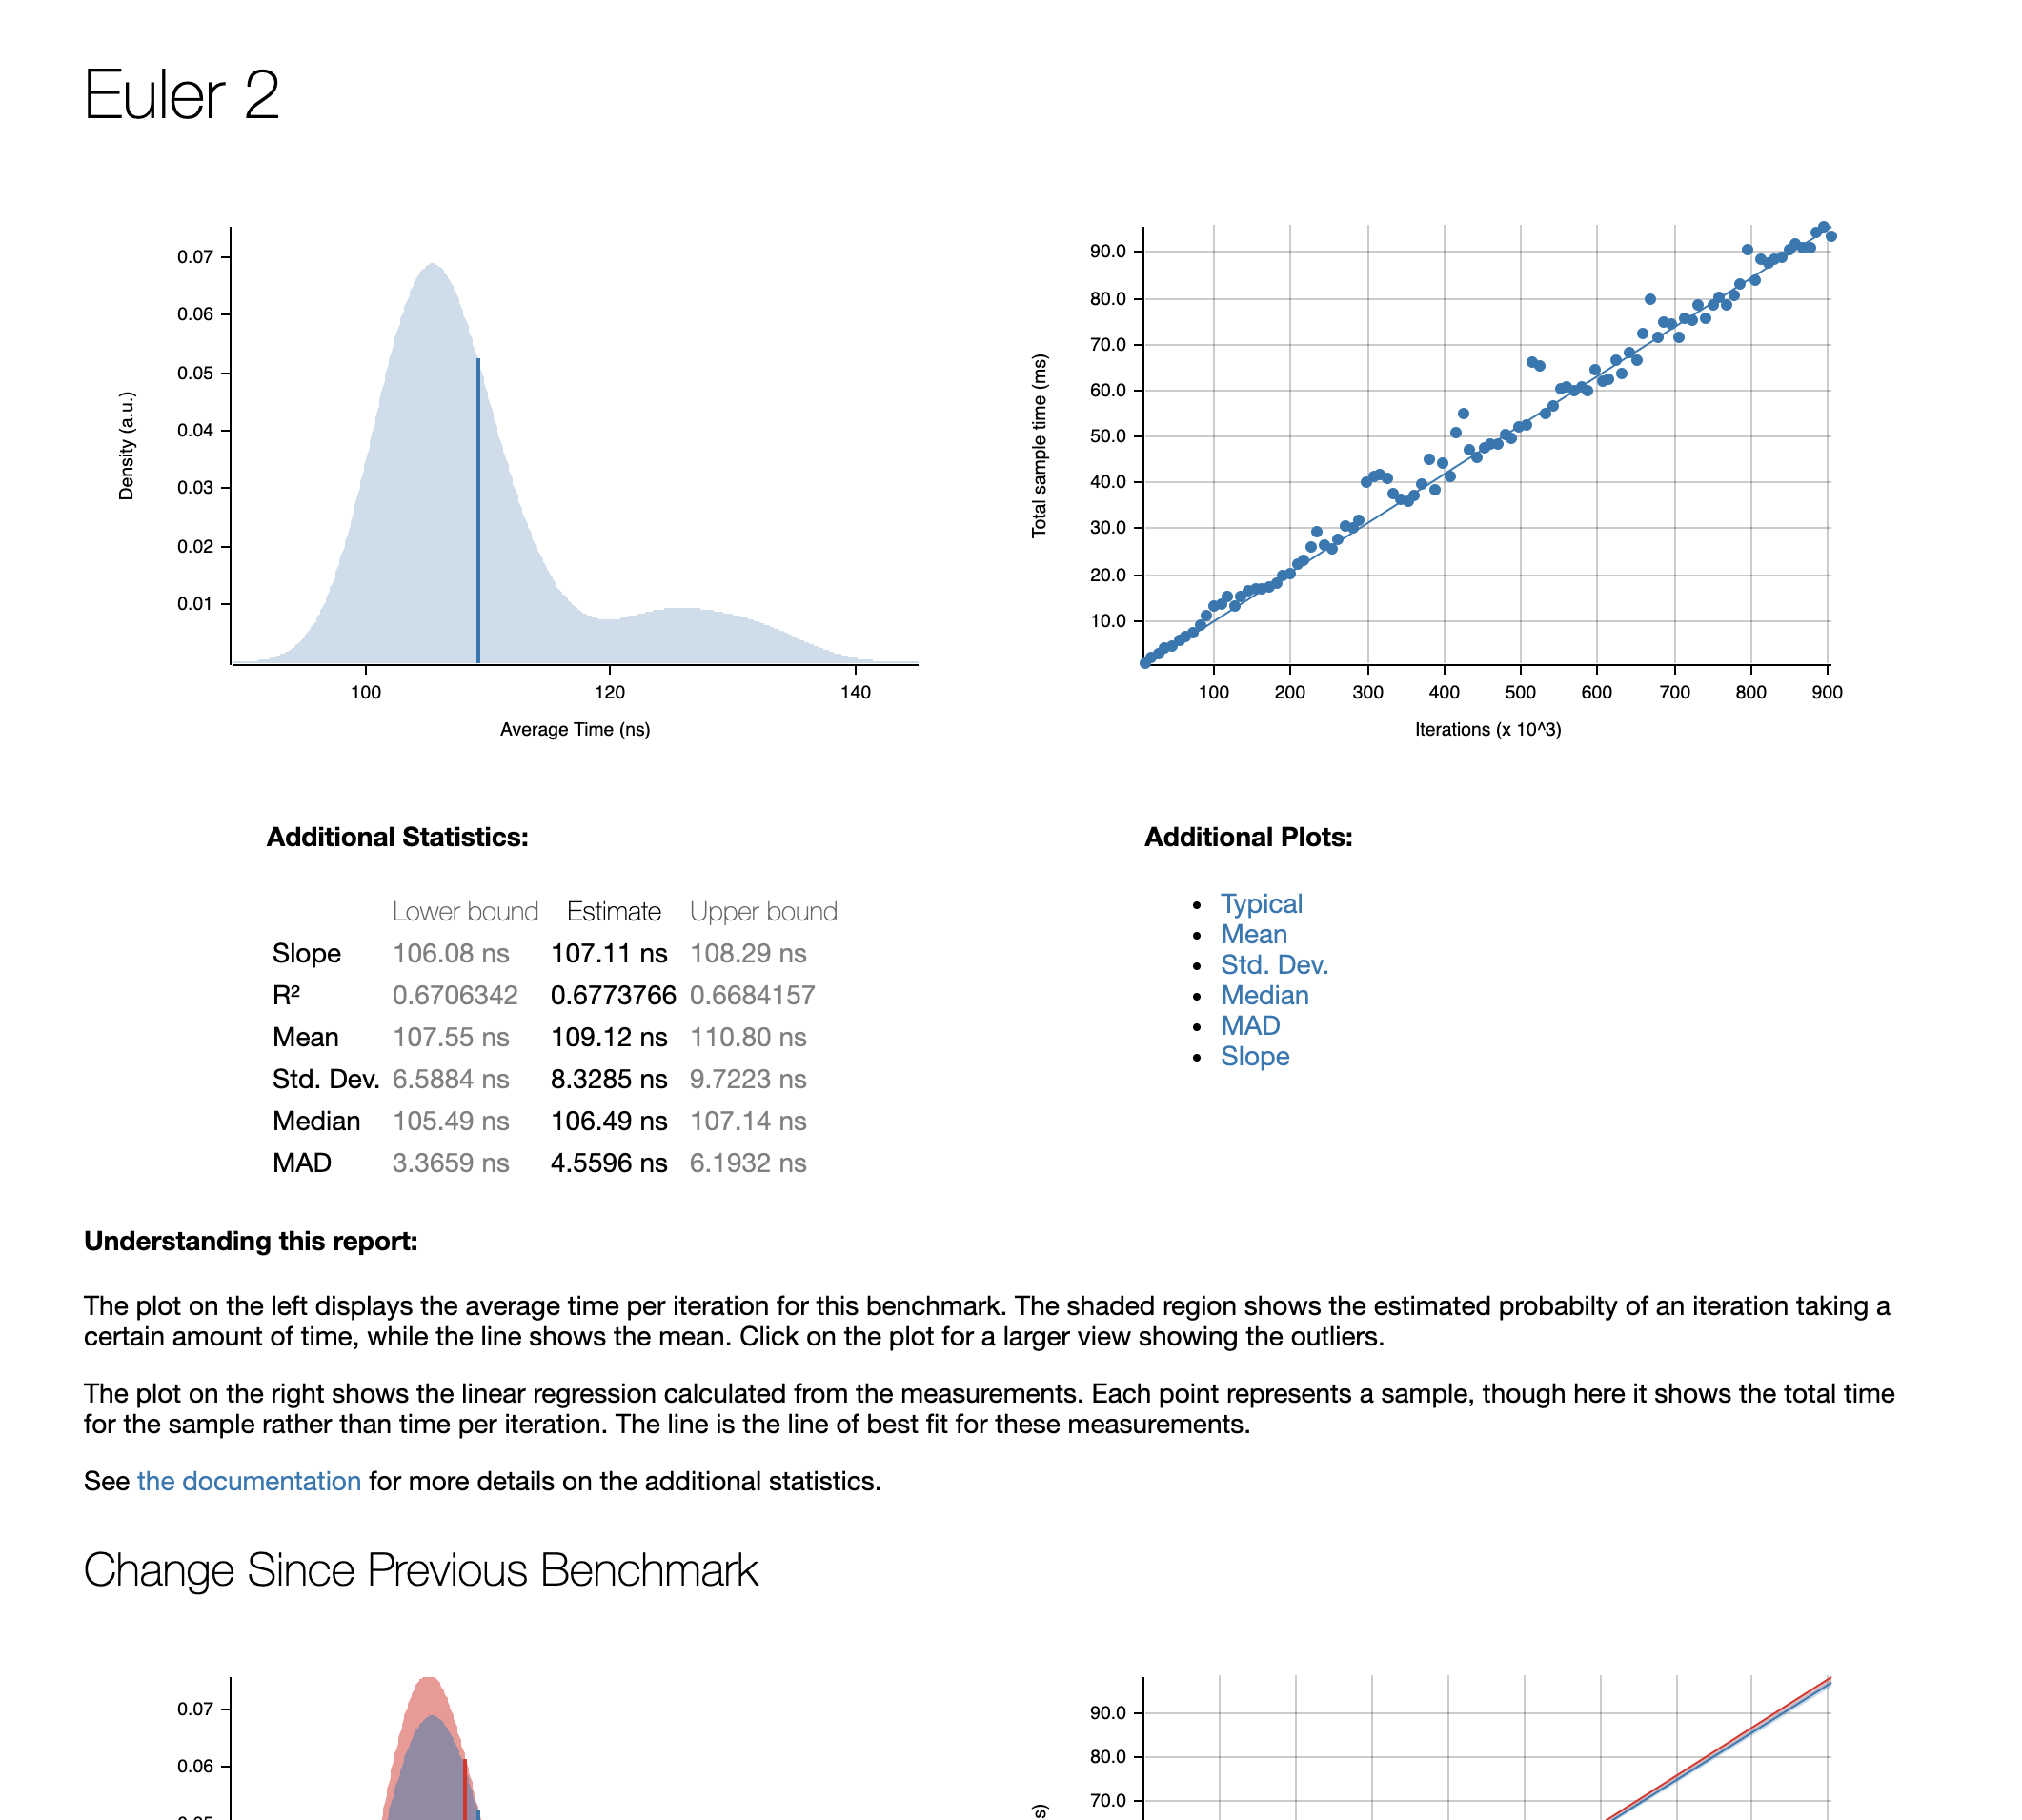 Euler 2
0.07
0.06
0.05
0.04
0.03
0.02
0.01
Density (a.u.)
100 120 140
Average Time (ns)
90.0
80.0
70.0
60.0
50.0
40.0
30.0
20.0
10.0
Total sample time (ms)
100 200 300 400 500 600 700 800 900
Iterations (x 10^3)
Additional Statistics:
Lower bound Estimate Upper bound
Slope 106.08 ns 107.11 ns 108.29 ns
R² 0.6706342 0.6773766 0.6684157
Mean 107.55 ns 109.12 ns 110.80 ns
Std. Dev. 6.5884 ns 8.3285 ns 9.7223 ns
Median 105.49 ns 106.49 ns 107.14 ns
MAD 3.3659 ns 4.5596 ns 6.1932 ns
Additional Plots:
Typical
Mean
Std. Dev.
Median
MAD
Slope
Understanding this report:
The plot on the left displays the average time per iteration for this benchmark. The shaded region shows the estimated probabilty of an iteration taking a
certain amount of time, while the line shows the mean. Click on the plot for a larger view showing the outliers.
The plot on the right shows the linear regression calculated from the measurements. Each point represents a sample, though here it shows the total time
for the sample rather than time per iteration. The line is the line of best fit for these measurements.
See the documentation for more details on the additional statistics.
Change Since Previous Benchmark
0.07
0.06
90.0
80.0
70.0